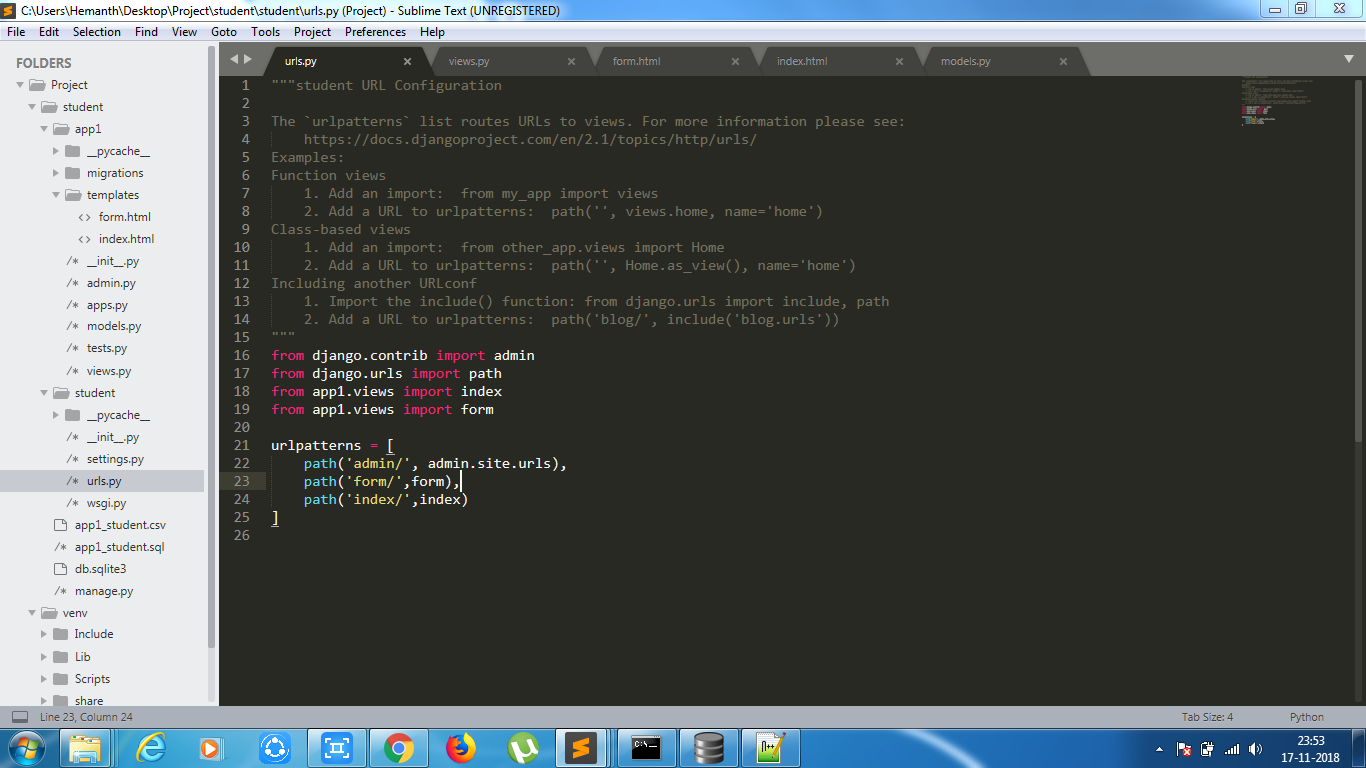 C:\Users\Hemanth\Desktop\Project\student\student\urls.py (Project) - Sublime Text (UNREGISTERED)
File Edit Selection Find View Goto Tools Project Preferences Help
FOLDERS
Project
student
app1
__pycache__
migrations
templates
form.html
index.html
__init__.py
admin.py
apps.py
models.py
tests.py
views.py
student
__pycache__
__init__.py
settings.py
urls.py
wsgi.py
app1_student.csv
app1_student.sql
db.sqlite3
manage.py
venv
Include
Lib
Scripts
share
urls.py views.py form.html index.html models.py
1 """student URL Configuration
2
3 The `urlpatterns` list routes URLs to views. For more information please see:
4     https://docs.djangoproject.com/en/2.1/topics/http/urls/
5 Examples:
6 Function views
7     1. Add an import:  from my_app import views
8     2. Add a URL to urlpatterns:  path('', views.home, name='home')
9 Class-based views
10     1. Add an import:  from other_app.views import Home
11     2. Add a URL to urlpatterns:  path('', Home.as_view(), name='home')
12 Including another URLconf
13     1. Import the include() function: from django.urls import include, path
14     2. Add a URL to urlpatterns:  path('blog/', include('blog.urls'))
15 """
16 from django.contrib import admin
17 from django.urls import path
18 from app1.views import index
19 from app1.views import form
20
21 urlpatterns = [
22     path('admin/', admin.site.urls),
23     path('form/',form),
24     path('index/',index)
25 ]
26
Line 23, Column 24 Tab Size: 4 Python
C:\
23:53
17-11-2018